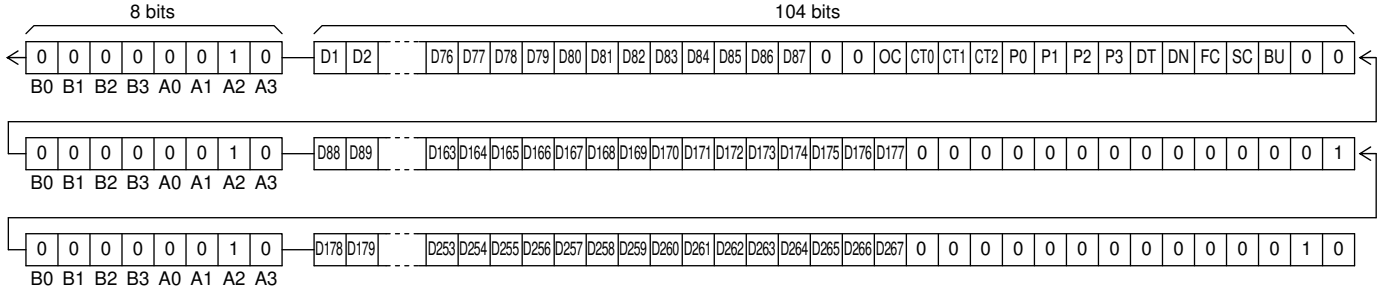 8 bits 104 bits
0 0 0 0 0 0 1 0 D1 D2 D76 D77 D78 D79 D80 D81 D82 D83 D84 D85 D86 D87 0 0 OC CT0 CT1 CT2 P0 P1 P2 P3 DT DN FC SC BU 0 0
B0 B1 B2 B3 A0 A1 A2 A3
0 0 0 0 0 0 1 0 D88 D89 D163 D164 D165 D166 D167 D168 D169 D170 D171 D172 D173 D174 D175 D176 D177 0 0 0 0 0 0 0 0 0 0 0 0 0 1
B0 B1 B2 B3 A0 A1 A2 A3
0 0 0 0 0 0 1 0 D178 D179 D253 D254 D255 D256 D257 D258 D259 D260 D261 D262 D263 D264 D265 D266 D267 0 0 0 0 0 0 0 0 0 0 0 0 1 0
B0 B1 B2 B3 A0 A1 A2 A3